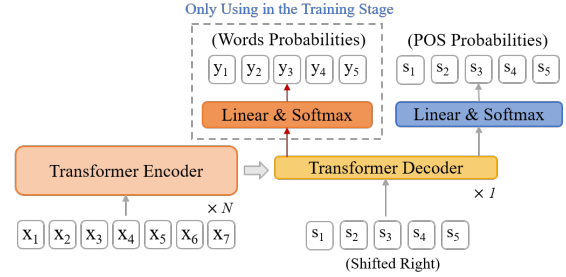 Only Using in the Training Stage
(Words Probabilities) (POS Probabilities)
y1 y2 y3 y4 y5 s1 s2 s3 s4 s5
Linear & Softmax Linear & Softmax
Transformer Encoder Transformer Decoder
× N × 1
x1 x2 x3 x4 x5 x6 x7 s1 s2 s3 s4 s5
(Shifted Right)